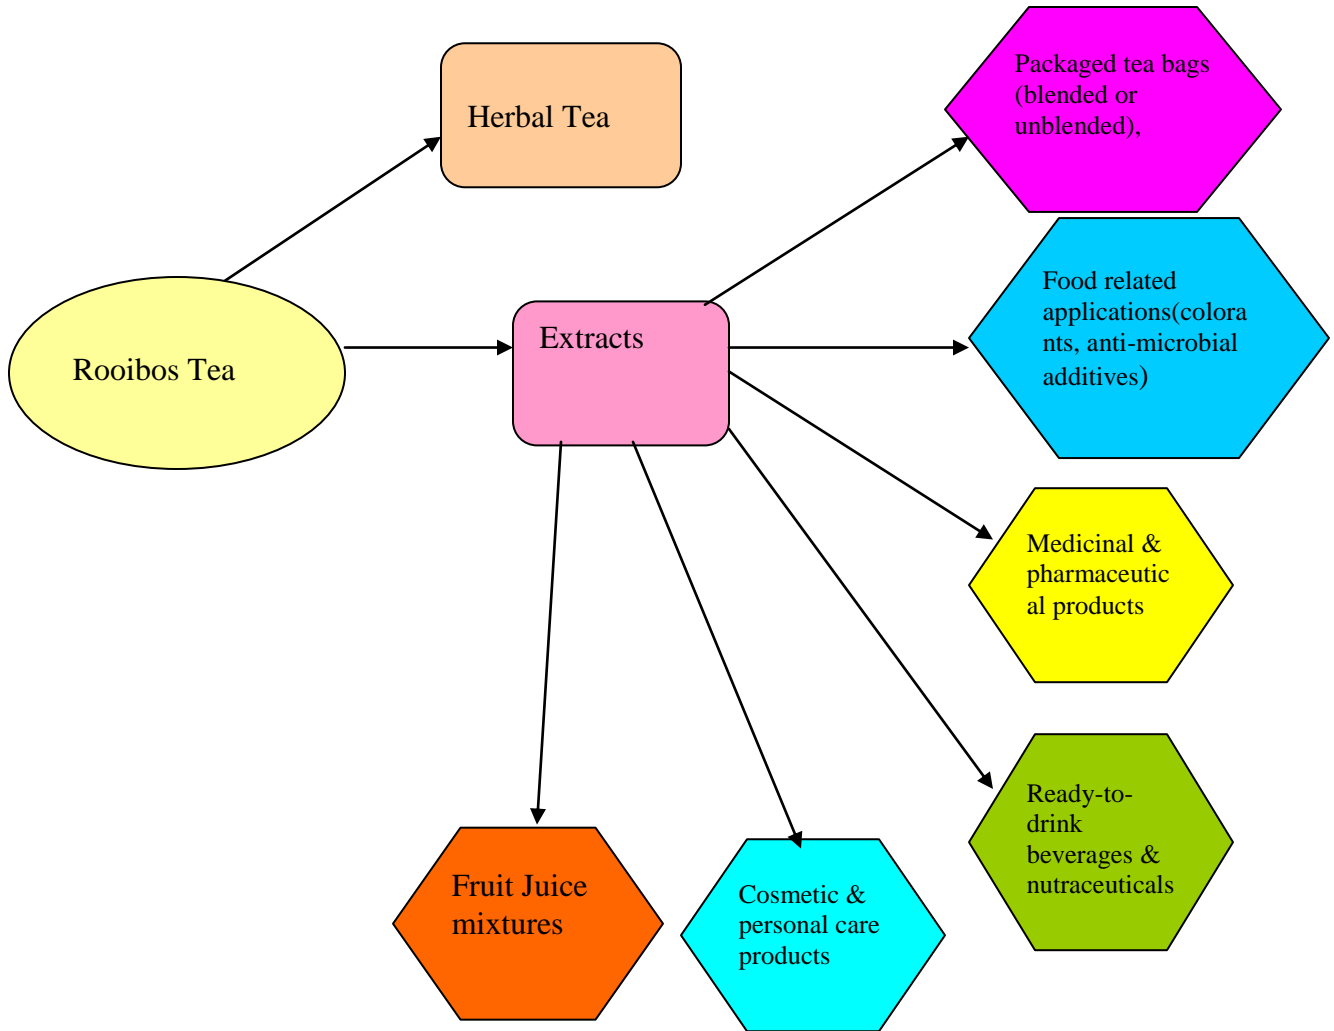 Packaged tea bags
(blended or
unblended),
Herbal Tea
Food related
applications(colora
nts, anti-microbial
additives)
Extracts
Rooibos Tea
Medicinal &
pharmaceutic
al products
Ready-to-
drink
beverages &
nutraceuticals
Fruit Juice
mixtures
Cosmetic &
personal care
products